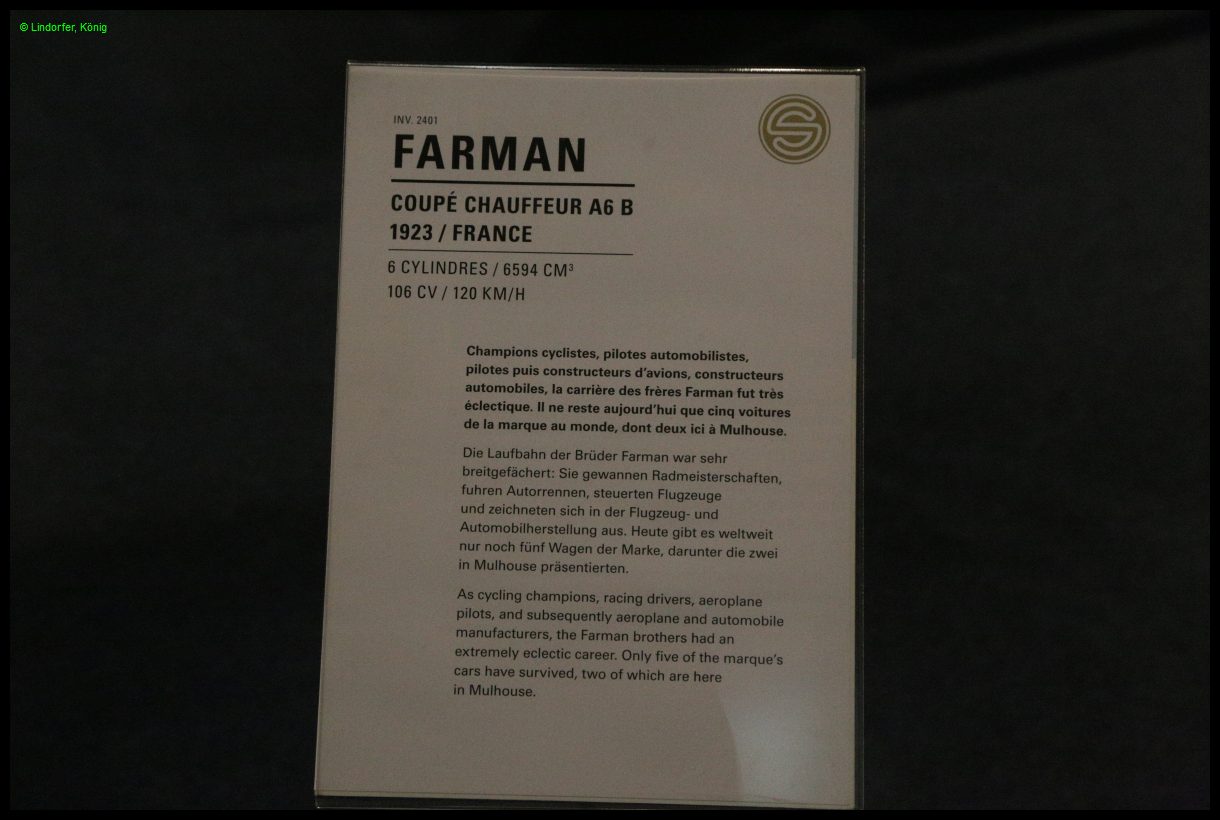 © Lindorfer, König
INV. 2401
FARMAN
COUPÉ CHAUFFEUR A6 B
1923 / FRANCE
6 CYLINDRES / 6594 CM³
106 CV / 120 KM/H
Champions cyclistes, pilotes automobilistes,
pilotes puis constructeurs d'avions, constructeurs
automobiles, la carrière des frères Farman fut très
éclectique. Il ne reste aujourd'hui que cinq voitures
de la marque au monde, dont deux ici à Mulhouse.
Die Laufbahn der Brüder Farman war sehr
breitgefächert: Sie gewannen Radmeisterschaften,
fuhren Autorrennen, steuerten Flugzeuge
und zeichneten sich in der Flugzeug- und
Automobilherstellung aus. Heute gibt es weltweit
nur noch fünf Wagen der Marke, darunter die zwei
in Mulhouse präsentierten.
As cycling champions, racing drivers, aeroplane
pilots, and subsequently aeroplane and automobile
manufacturers, the Farman brothers had an
extremely eclectic career. Only five of the marque's
cars have survived, two of which are here
in Mulhouse.